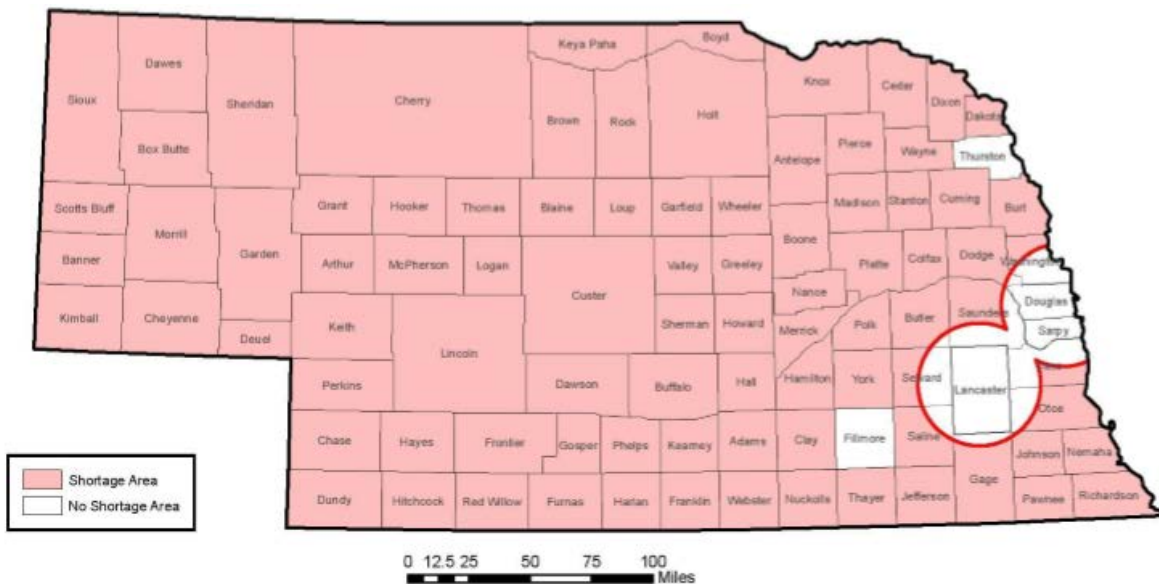 Keya Paha Boyd
Dawes Knox Cedar
Sioux Sheridan Cherry Holt Dixon
Brown Rock Dakota
Box Butte Pierce Wayne Thurston
Antelope
Scotts Bluff Grant Hooker Thomas Blaine Loup Garfield Wheeler Madison Stanton Cuming Burt
Morrill Garden Boone
Banner Arthur McPherson Logan Valley Greeley Platte Colfax Dodge Washington
Custer Nance Douglas
Kimball Cheyenne Keith Sherman Howard Merrick Polk Butler Saunders Sarpy
Deuel Lincoln
Perkins Dawson Buffalo Hall Hamilton York Seward Lancaster
Otoe
Chase Hayes Frontier Gosper Phelps Kearney Adams Clay Fillmore Saline
Johnson Nemaha
Gage
Dundy Hitchcock Red Willow Furnas Harlan Franklin Webster Nuckolls Thayer Jefferson Pawnee Richardson
Shortage Area
No Shortage Area
0 12.5 25 50 75 100
Miles